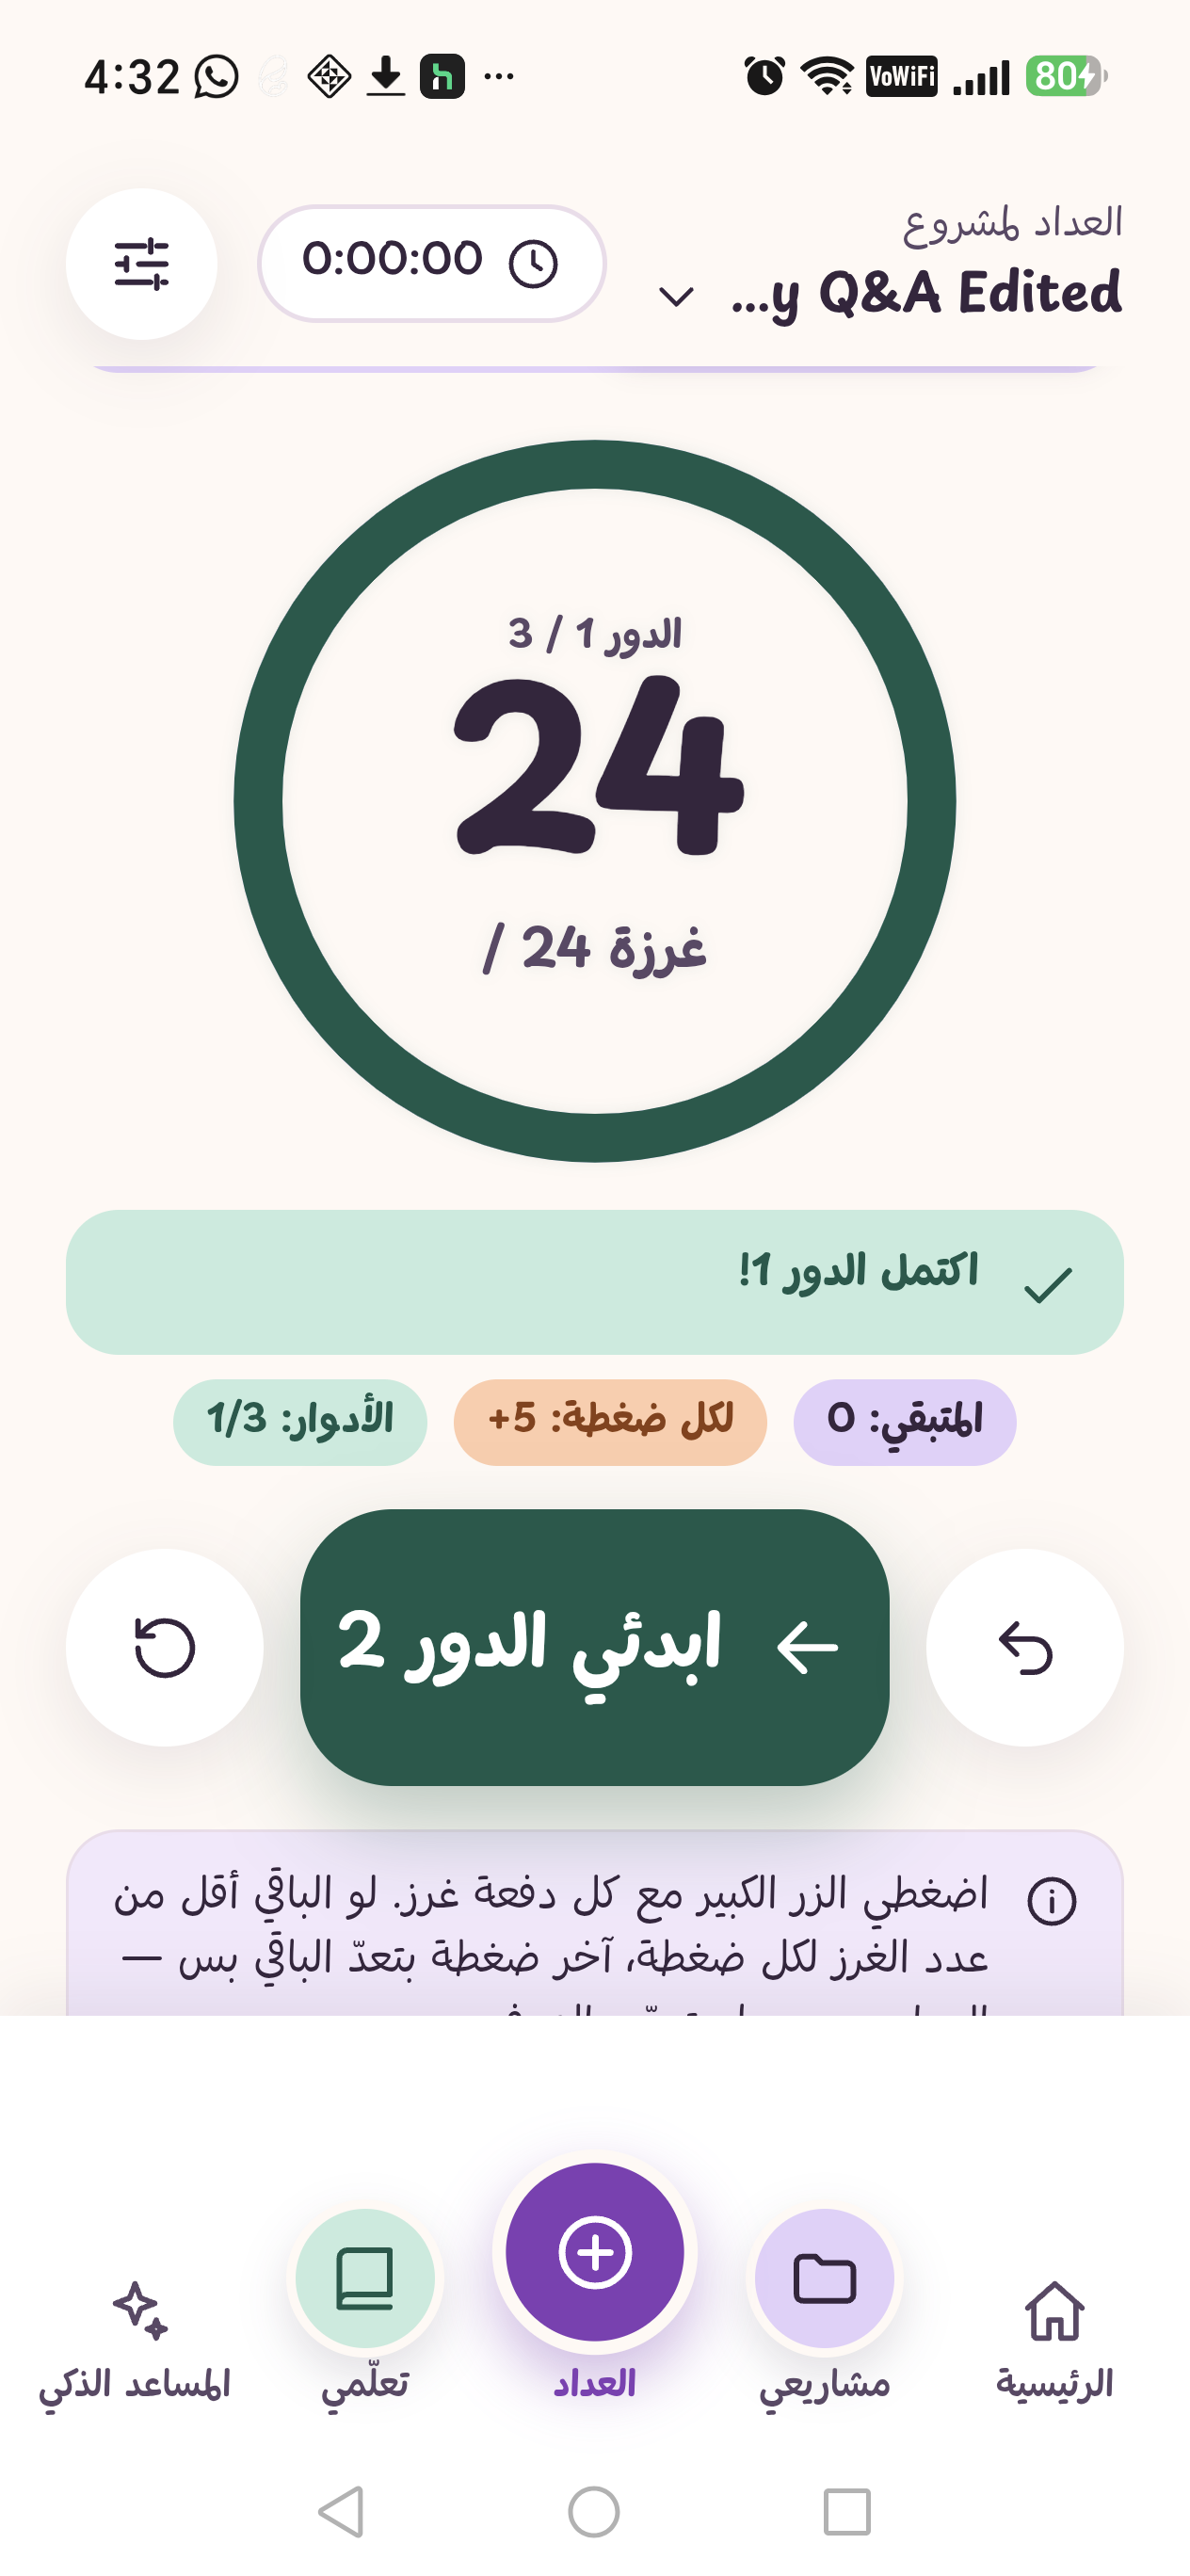 4:32 ... VoWiFi 80
العداد لمشروع
...y Q&A Edited
0:00:00
الدور 1 / 3
24
/ 24 غرزة
اكتمل الدور 1!
المتبقي: 0
لكل ضغطة: 5+
الأدوار: 1/3
ابدئي الدور 2
اضغطي الزر الكبير مع كل دفعة غرز. لو الباقي أقل من
عدد الغرز لكل ضغطة، آخر ضغطة بتعدّ الباقي بس —
الرئيسية
مشاريعي
العداد
تعلّمي
المساعد الذكي